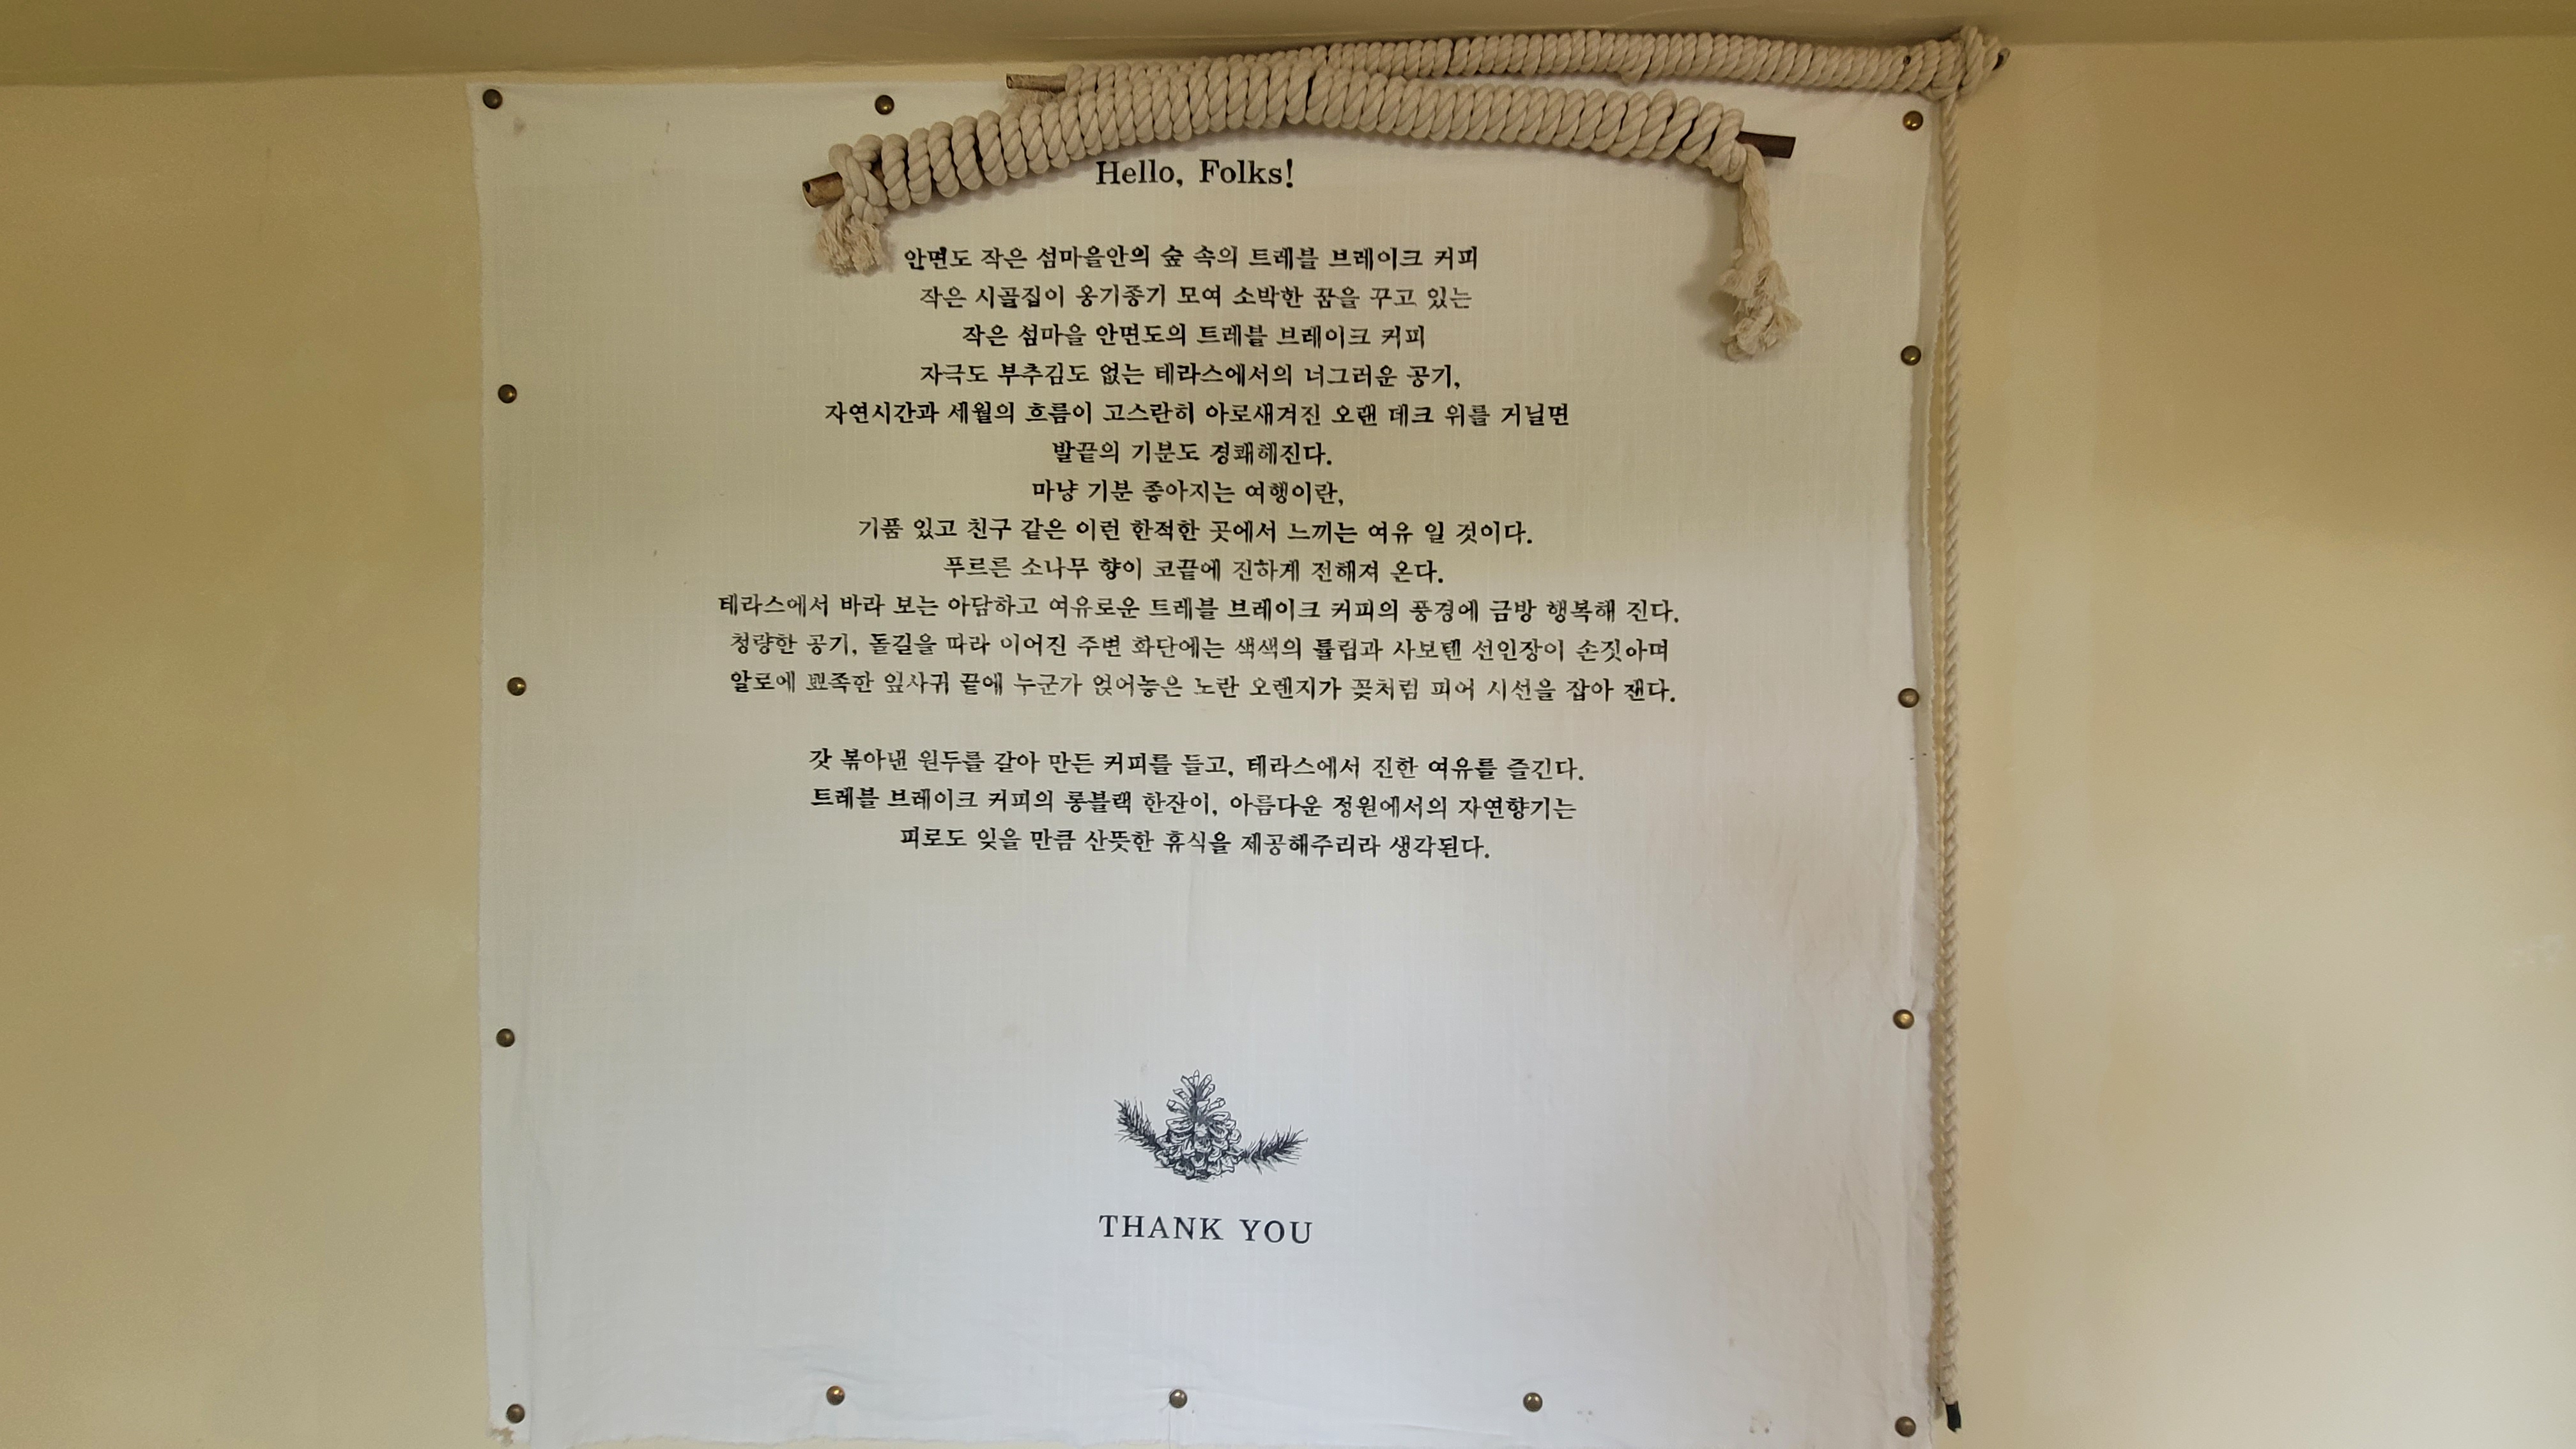 Hello, Folks!
안면도 작은 섬마을안의 숲 속의 트레블 브레이크 커피
작은 시골집이 옹기종기 모여 소박한 꿈을 꾸고 있는
작은 섬마을 안면도의 트레블 브레이크 커피
자극도 부추김도 없는 테라스에서의 너그러운 공기,
자연시간과 세월의 흐름이 고스란히 아로새겨진 오랜 데크 위를 거닐면
발끝의 기분도 경쾌헤진다.
마냥 기분 좋아지는 여행이란,
기품 있고 친구 같은 이런 한적한 곳에서 느끼는 여유 일 것이다.
푸르른 소나무 향이 코끝에 진하게 전해져 온다.
테라스에서 바라 보는 아담하고 여유로운 트레블 브레이크 커피의 풍경에 금방 행복해 진다.
청량한 공기, 돌길을 따라 이어진 주변 화단에는 색색의 튤립과 사보텐 선인장이 손짓아며
알로에 뾰족한 잎사귀 끝에 누군가 얹어놓은 노란 오렌지가 꽃처럼 피어 시선을 잡아 챈다.
갓 볶아낸 원두를 갈아 만든 커피를 들고, 테라스에서 진한 여유를 즐긴다.
트레블 브레이크 커피의 롱블랙 한잔이, 아름다운 정원에서의 자연향기는
피로도 잊을 만큼 산뜻한 휴식을 제공해주리라 생각된다.
THANK YOU